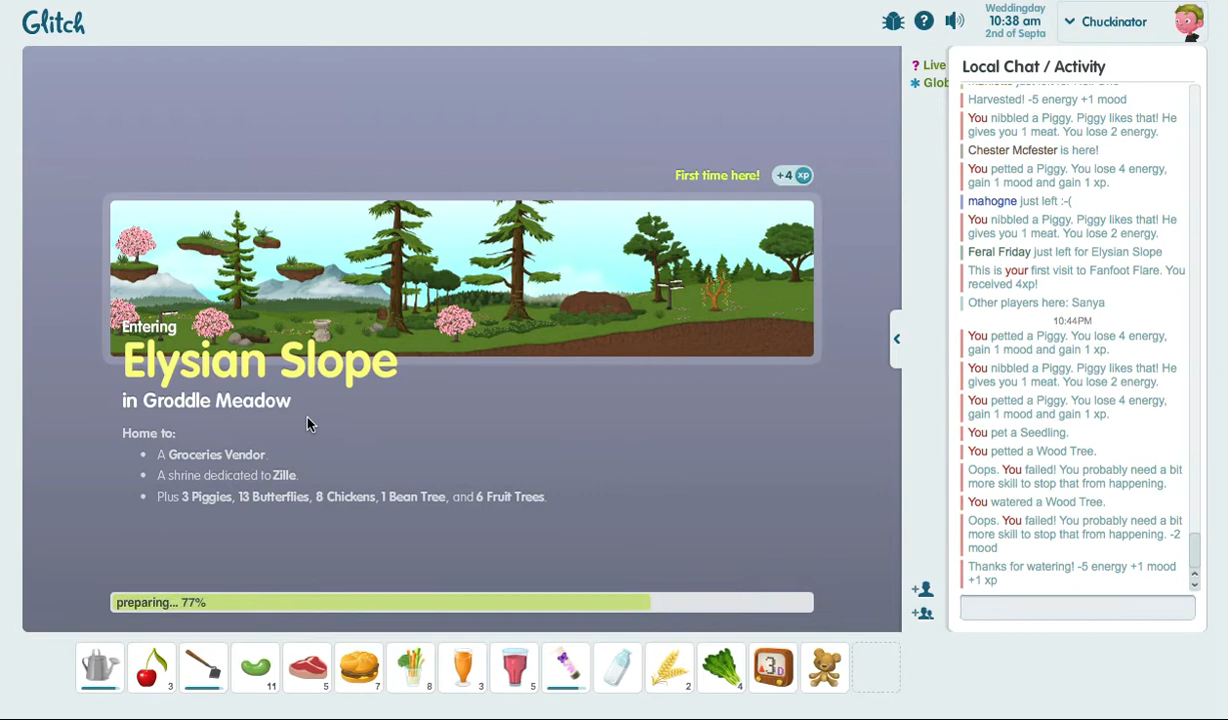 Glitch
Weddingday
10:38 am
2nd of Septa
Chuckinator
? Live
Glob
Local Chat / Activity
Harvested! -5 energy +1 mood
You nibbled a Piggy. Piggy likes that! He
gives you 1 meat. You lose 2 energy.
Chester Mcfester is here!
You petted a Piggy. You lose 4 energy,
gain 1 mood and gain 1 xp.
mahogne just left :-(
You nibbled a Piggy. Piggy likes that! He
gives you 1 meat. You lose 2 energy.
Feral Friday just left for Elysian Slope
This is your first visit to Fanfoot Flare. You
received 4xp!
Other players here: Sanya
10:44PM
You petted a Piggy. You lose 4 energy,
gain 1 mood and gain 1 xp.
You nibbled a Piggy. Piggy likes that! He
gives you 1 meat. You lose 2 energy.
You petted a Piggy. You lose 4 energy,
gain 1 mood and gain 1 xp.
You pet a Seedling.
You petted a Wood Tree.
Oops. You failed! You probably need a bit
more skill to stop that from happening.
You watered a Wood Tree.
Oops. You failed! You probably need a bit
more skill to stop that from happening. -2
mood
Thanks for watering! -5 energy +1 mood
+1 xp
First time here! +4 xp
Entering
Elysian Slope
in Groddle Meadow
Home to:
• A Groceries Vendor.
• A shrine dedicated to Zille.
• Plus 3 Piggies, 13 Butterflies, 8 Chickens, 1 Bean Tree, and 6 Fruit Trees.
preparing... 77%
3 11 5 7 8 3 5 2 4 3D